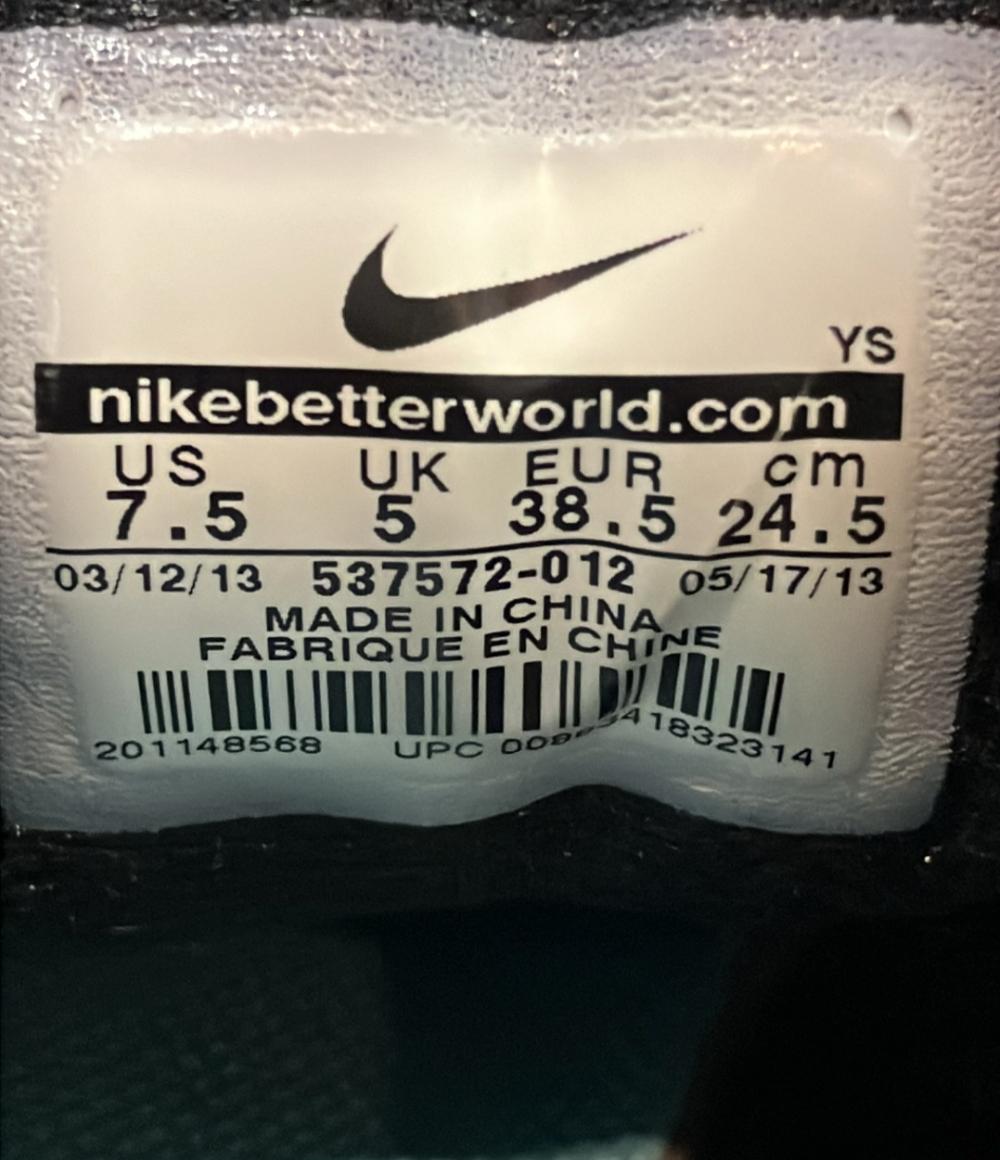 YS
nikebetterworld.com
US UK EUR cm
7.5 5 38.5 24.5
03/12/13 537572-012 05/17/13
MADE IN CHINA
FABRIQUE EN CHINE
201148568 UPC